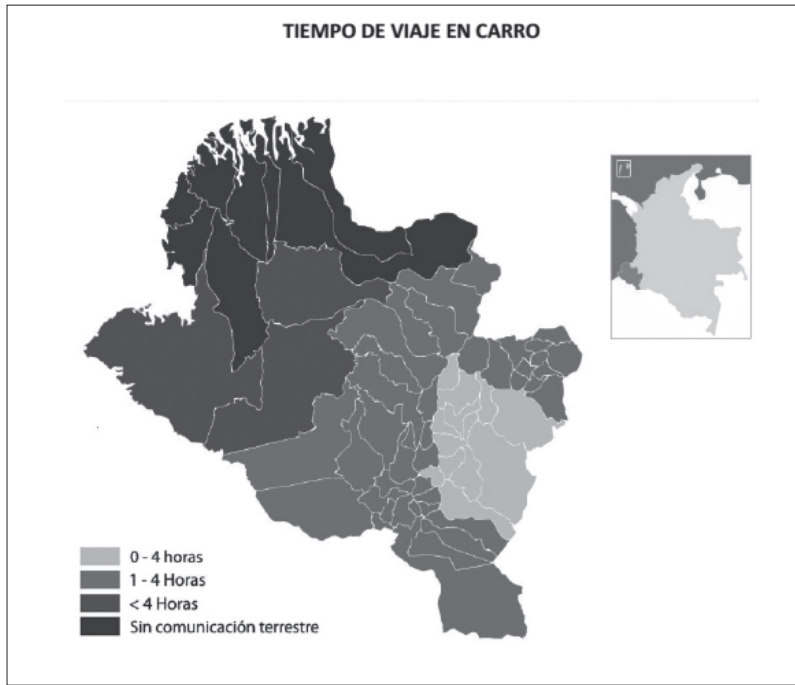 TIEMPO DE VIAJE EN CARRO
0 - 4 horas
1 - 4 Horas
< 4 Horas
Sin comunicación terrestre